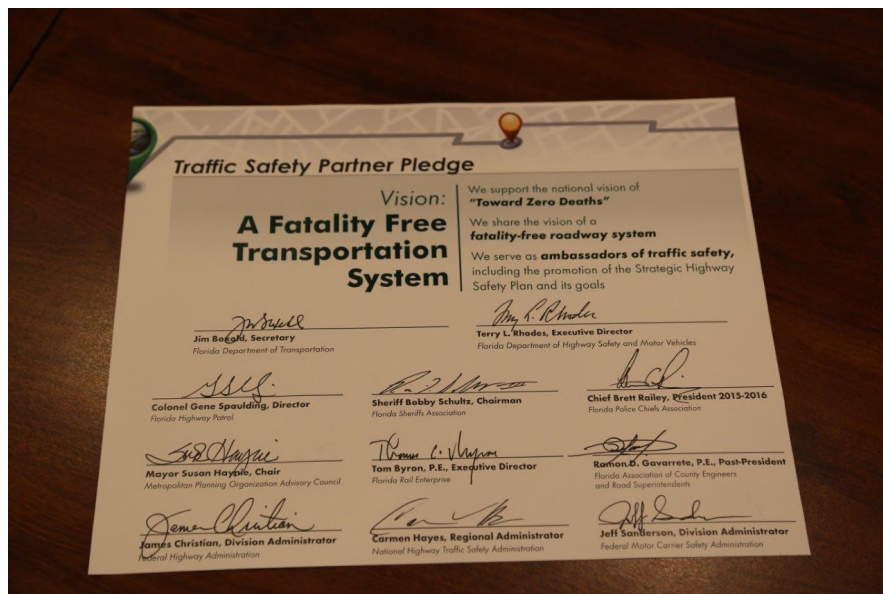 Traffic Safety Partner Pledge
Vision:
A Fatality Free
Transportation
System
We support the national vision of
"Toward Zero Deaths"
We share the vision of a
fatality-free roadway system
We serve as ambassadors of traffic safety,
including the promotion of the Strategic Highway
Safety Plan and its goals
Jim Boxold, Secretary
Florida Department of Transportation
Terry L. Rhodes, Executive Director
Florida Department of Highway Safety and Motor Vehicles
Colonel Gene Spaulding, Director
Florida Highway Patrol
Sheriff Bobby Schultz, Chairman
Florida Sheriffs Association
Chief Brett Railey, President 2015-2016
Florida Police Chiefs Association
Mayor Susan Haynie, Chair
Metropolitan Planning Organization Advisory Council
Tom Byron, P.E., Executive Director
Florida Rail Enterprise
Ramon D. Gavarrete, P.E., Past-President
Florida Association of County Engineers
and Road Superintendents
James Christian, Division Administrator
Federal Highway Administration
Carmen Hayes, Regional Administrator
National Highway Traffic Safety Administration
Jeff Sanderson, Division Administrator
Federal Motor Carrier Safety Administration